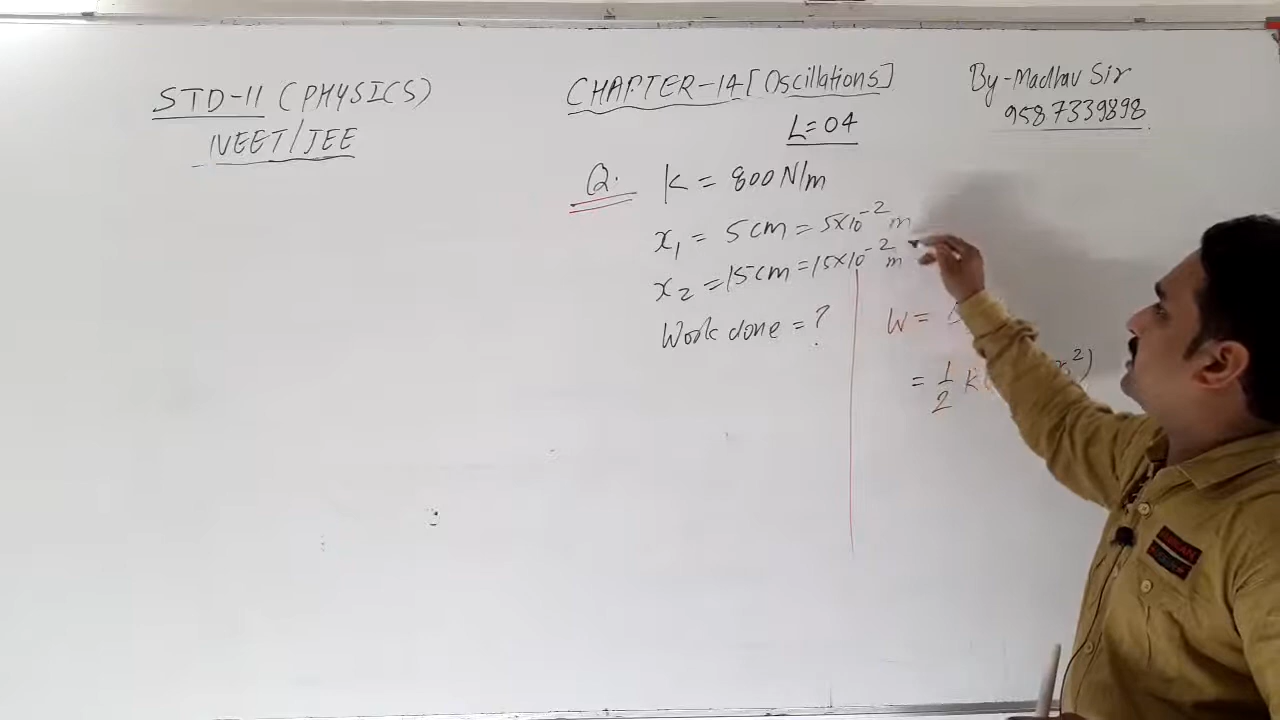 STD-11 (PHYSICS)
NEET/JEE
CHAPTER-14 [Oscillations]
L=04
By-Madhav Sir
9587339898
Q. K = 800 N/m
x₁ = 5 cm = 5×10⁻² m
x₂ = 15 cm = 15×10⁻² m
Work done = ?
W =
= 1/2 K(
²)